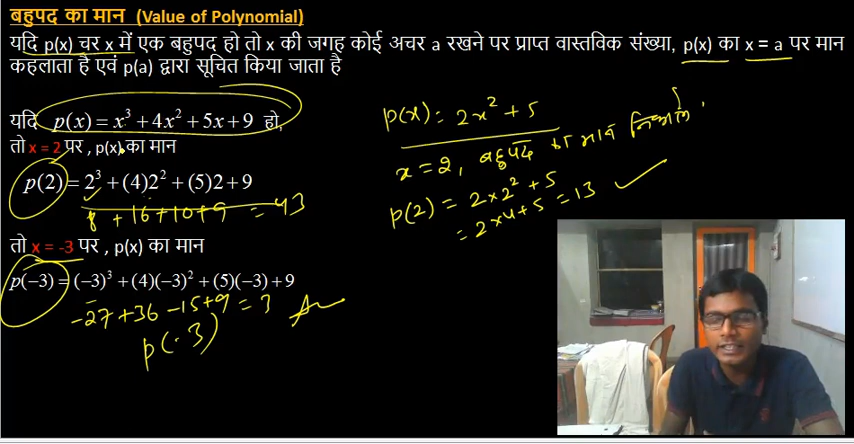 बहुपद का मान (Value of Polynomial)
यदि p(x) चर x में एक बहुपद हो तो x की जगह कोई अचर a रखने पर प्राप्त वास्तविक संख्या, p(x) का x = a पर मान
कहलाता है एवं p(a) द्वारा सूचित किया जाता है
यदि p(x) = x³ + 4x² + 5x + 9 हो,
तो x = 2 पर , p(x) का मान
p(2) = 2³ + (4)2² + (5)2 + 9
8 + 16 + 10 + 9 = 43
तो x = -3 पर , p(x) का मान
p(−3) = (−3)³ + (4)(−3)² + (5)(−3) + 9
-27 + 36 - 15 + 9 = 3
p(-3)
p(x) = 2x² + 5
x = 2, बहुपद का मान निकालें
p(2) = 2 × 2² + 5
= 2 × 4 + 5 = 13